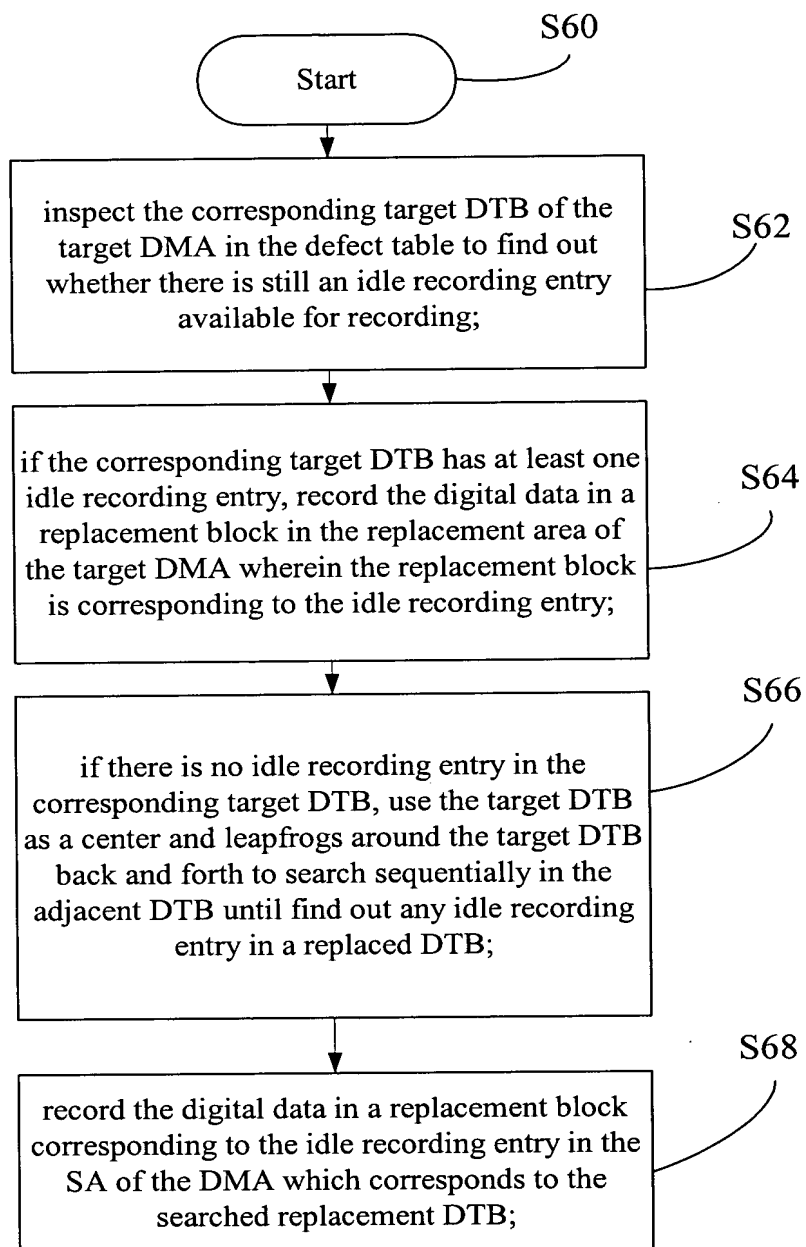 S60
Start
S62
inspect the corresponding target DTB of the
target DMA in the defect table to find out
whether there is still an idle recording entry
available for recording;
S64
if the corresponding target DTB has at least one
idle recording entry, record the digital data in a
replacement block in the replacement area of
the target DMA wherein the replacement block
is corresponding to the idle recording entry;
S66
if there is no idle recording entry in the
corresponding target DTB, use the target DTB
as a center and leapfrogs around the target DTB
back and forth to search sequentially in the
adjacent DTB until find out any idle recording
entry in a replaced DTB;
S68
record the digital data in a replacement block
corresponding to the idle recording entry in the
SA of the DMA which corresponds to the
searched replacement DTB;